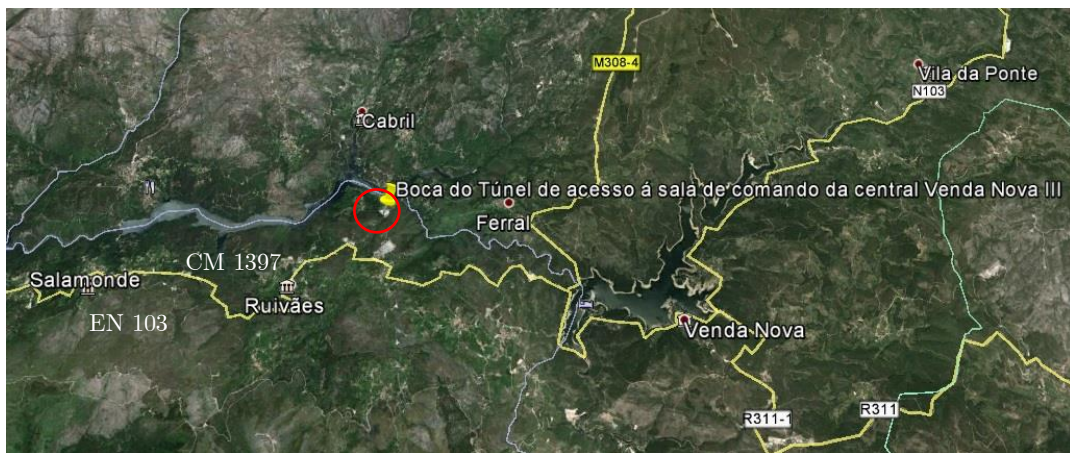 M308-4
Vila da Ponte
N103
Cabril
Boca do Túnel de acesso á sala de comando da central Venda Nova III
Ferral
CM 1397
Salamonde
Ruivães
EN 103
Venda Nova
R311
R311-1